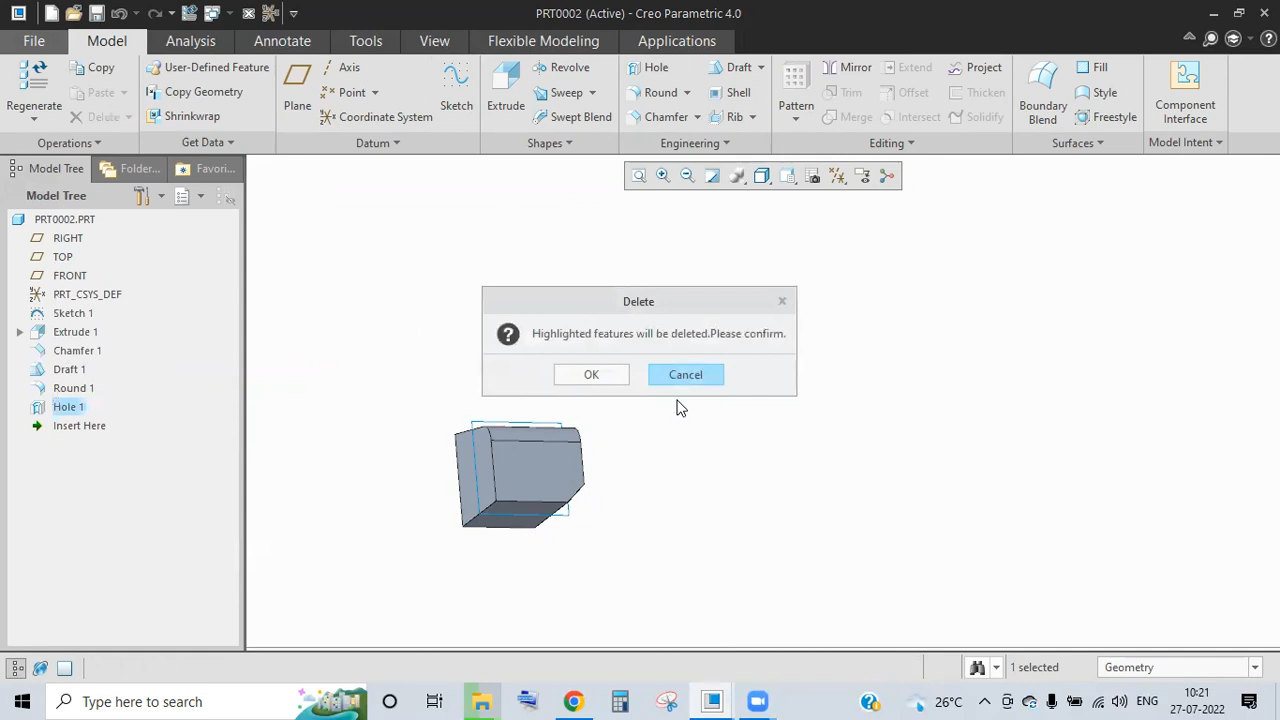 PRT0002 (Active) - Creo Parametric 4.0
File Model Analysis Annotate Tools View Flexible Modeling Applications
Regenerate
Copy
Paste
Delete
Operations
User-Defined Feature
Copy Geometry
Shrinkwrap
Get Data
Plane
Axis
Point
Coordinate System
Sketch
Datum
Extrude
Revolve
Sweep
Swept Blend
Shapes
Hole
Round
Chamfer
Draft
Shell
Rib
Engineering
Pattern
Mirror
Trim
Merge
Extend
Offset
Intersect
Project
Thicken
Solidify
Editing
Boundary
Blend
Fill
Style
Freestyle
Surfaces
Component
Interface
Model Intent
Model Tree Folder... Favori...
Model Tree
PRT0002.PRT
RIGHT
TOP
FRONT
PRT_CSYS_DEF
Sketch 1
Extrude 1
Chamfer 1
Draft 1
Round 1
Hole 1
Insert Here
Delete
Highlighted features will be deleted.Please confirm.
OK Cancel
1 selected Geometry
Type here to search
26°C ENG 10:21
27-07-2022